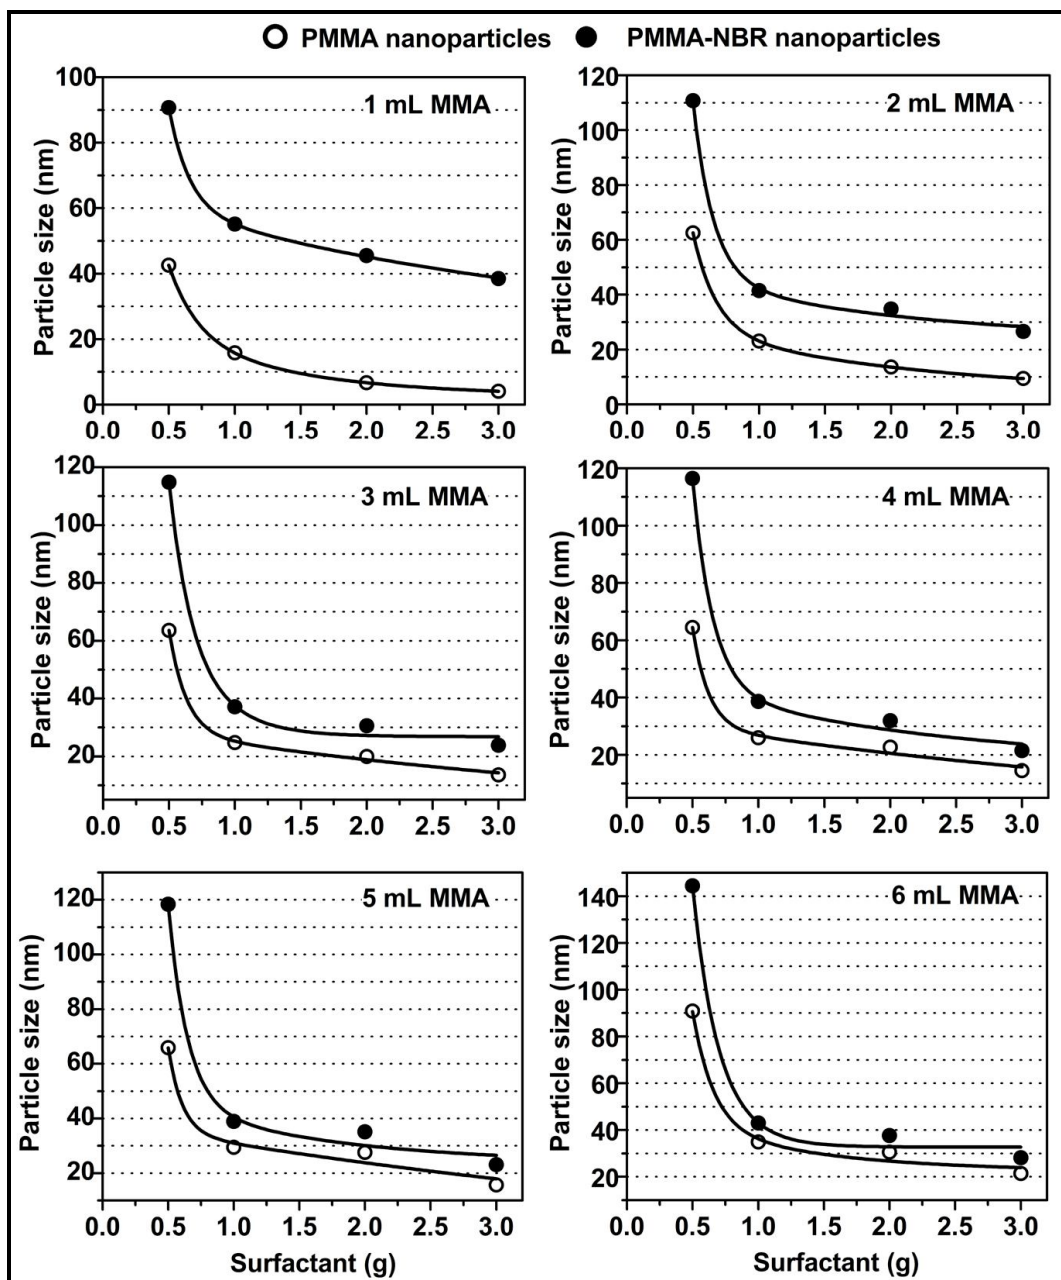 PMMA nanoparticles PMMA-NBR nanoparticles
1 mL MMA
Particle size (nm)
100
80
60
40
20
0
0.0 0.5 1.0 1.5 2.0 2.5 3.0
2 mL MMA
Particle size (nm)
120
100
80
60
40
20
0
0.0 0.5 1.0 1.5 2.0 2.5 3.0
3 mL MMA
Particle size (nm)
120
100
80
60
40
20
0.0 0.5 1.0 1.5 2.0 2.5 3.0
4 mL MMA
Particle size (nm)
120
100
80
60
40
20
0.0 0.5 1.0 1.5 2.0 2.5 3.0
5 mL MMA
Particle size (nm)
120
100
80
60
40
20
0.0 0.5 1.0 1.5 2.0 2.5 3.0
Surfactant (g)
6 mL MMA
Particle size (nm)
140
120
100
80
60
40
20
0.0 0.5 1.0 1.5 2.0 2.5 3.0
Surfactant (g)